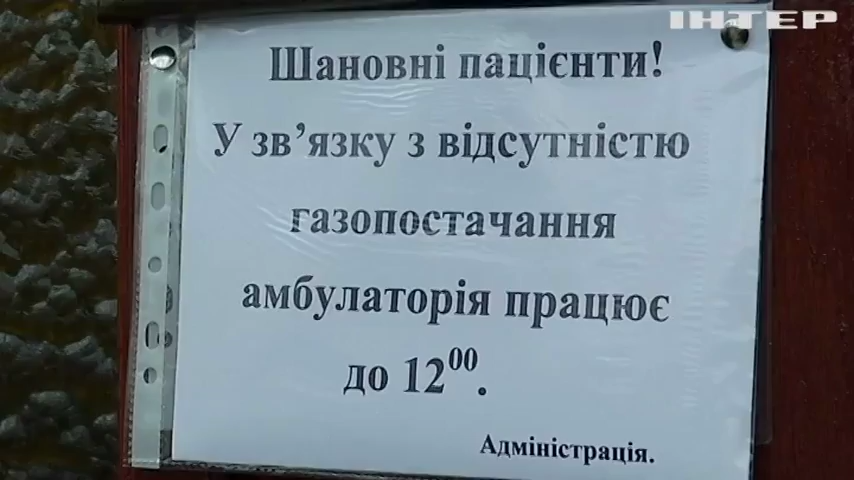 ІНТЕР
Шановні пацієнти!
У зв’язку з відсутністю
газопостачання
амбулаторія працює
до 12⁰⁰.
Адміністрація.